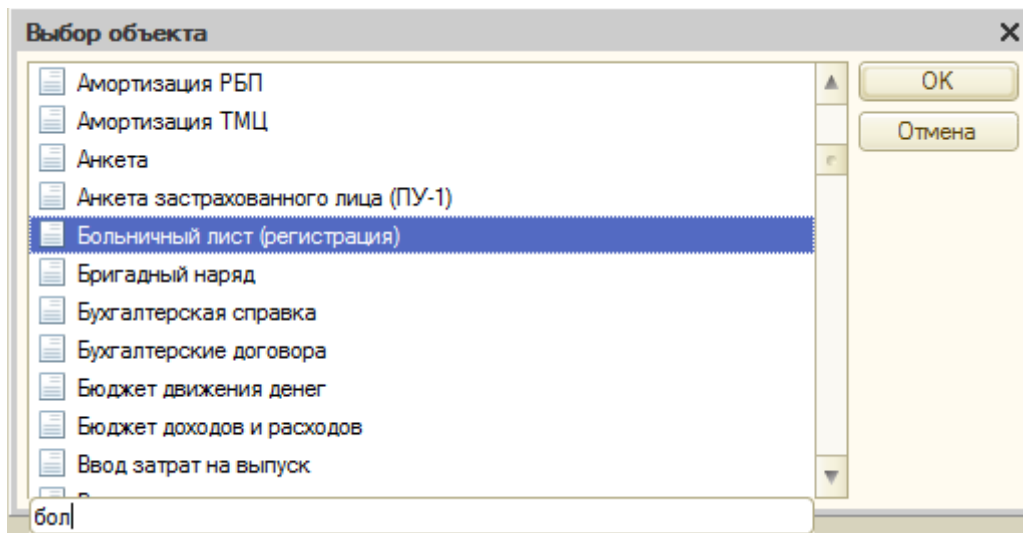 Выбор объекта
Амортизация РБП
Амортизация ТМЦ
Анкета
Анкета застрахованного лица (ПУ-1)
Больничный лист (регистрация)
Бригадный наряд
Бухгалтерская справка
Бухгалтерские договора
Бюджет движения денег
Бюджет доходов и расходов
Ввод затрат на выпуск
бол
OK
Отмена